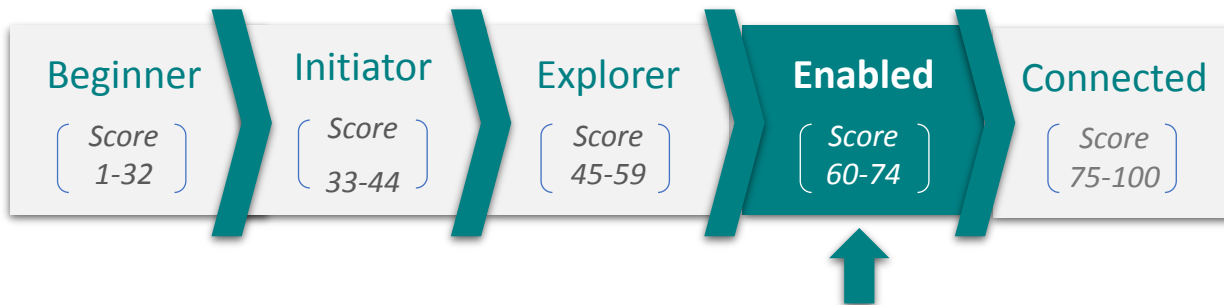 Beginner
Score
1-32
Initiator
Score
33-44
Explorer
Score
45-59
Enabled
Score
60-74
Connected
Score
75-100